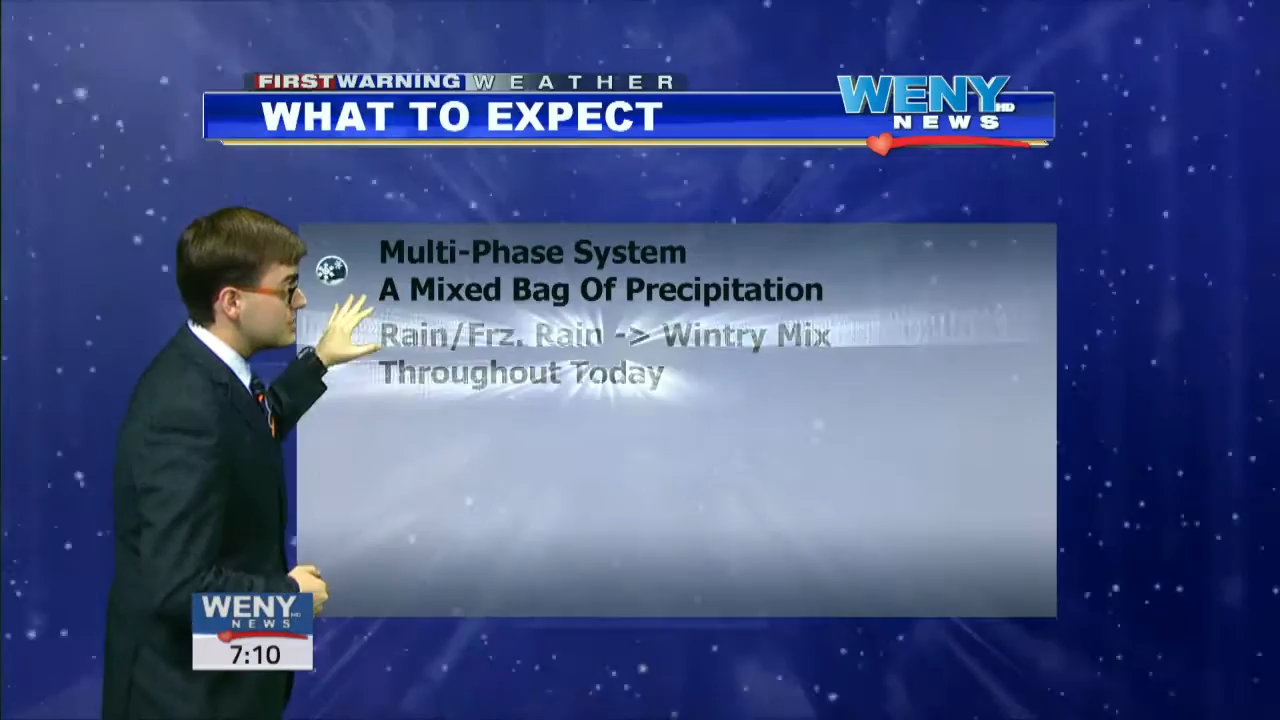 FIRST WARNING WEATHER
WHAT TO EXPECT
WENY HD
NEWS
Multi-Phase System
A Mixed Bag Of Precipitation
Rain/Frz. Rain -> Wintry Mix
Throughout Today
WENY HD
NEWS
7:10